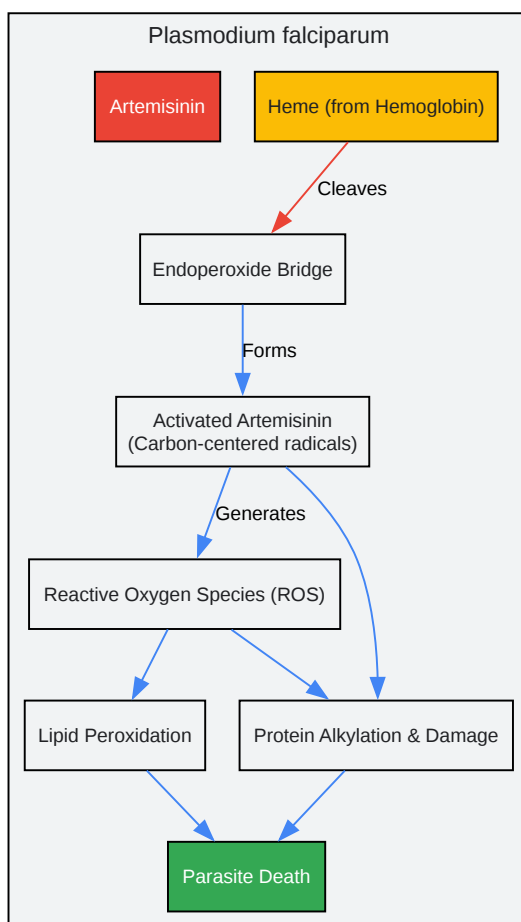 Plasmodium falciparum
Artemisinin
Heme (from Hemoglobin)
Cleaves
Endoperoxide Bridge
Forms
Activated Artemisinin
(Carbon-centered radicals)
Generates
Reactive Oxygen Species (ROS)
Lipid Peroxidation
Protein Alkylation & Damage
Parasite Death